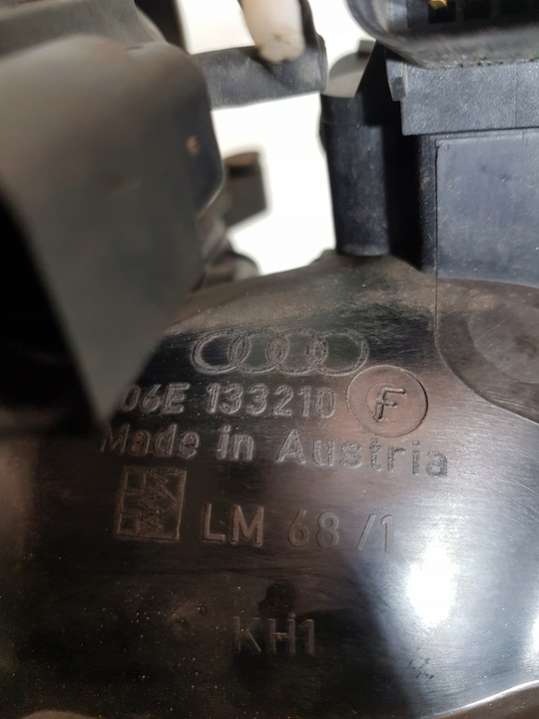 06E 133210 F
Made in Austria
LM 68/1
KH1